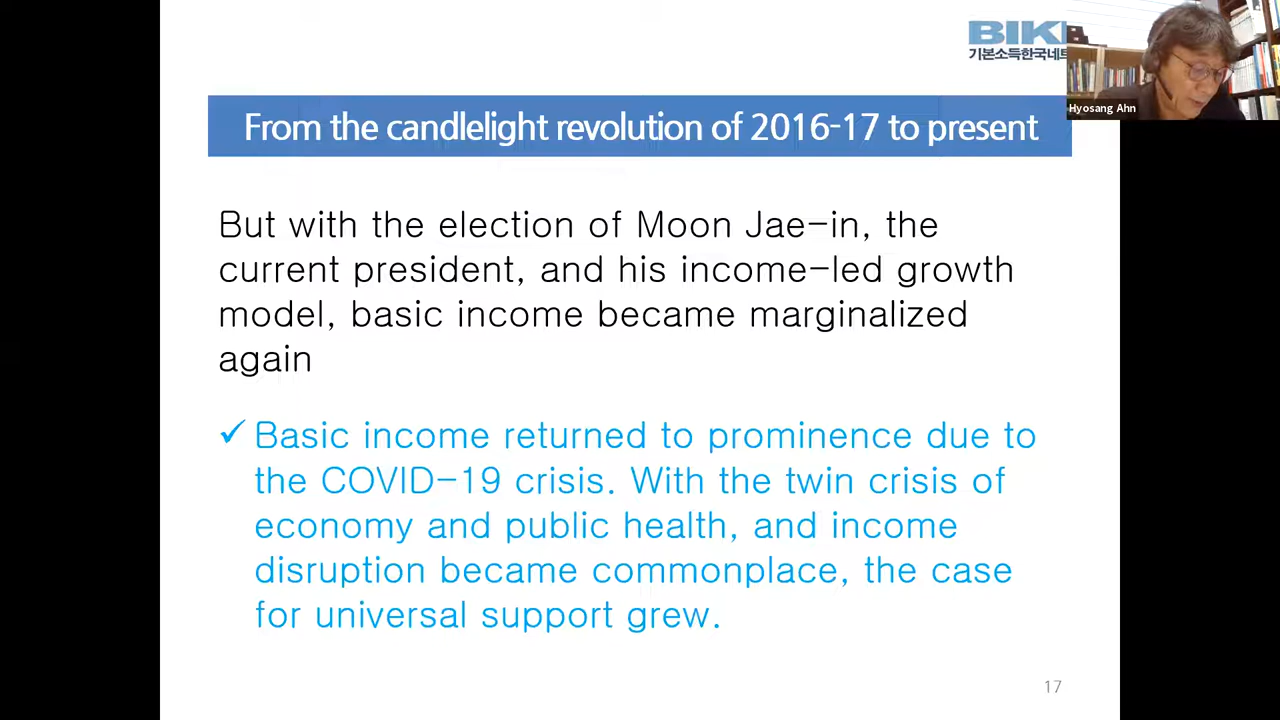 BIK
기본소득한국네트
Hyosang Ahn
From the candlelight revolution of 2016-17 to present
But with the election of Moon Jae-in, the
current president, and his income-led growth
model, basic income became marginalized
again
✓ Basic income returned to prominence due to
the COVID-19 crisis. With the twin crisis of
economy and public health, and income
disruption became commonplace, the case
for universal support grew.
17